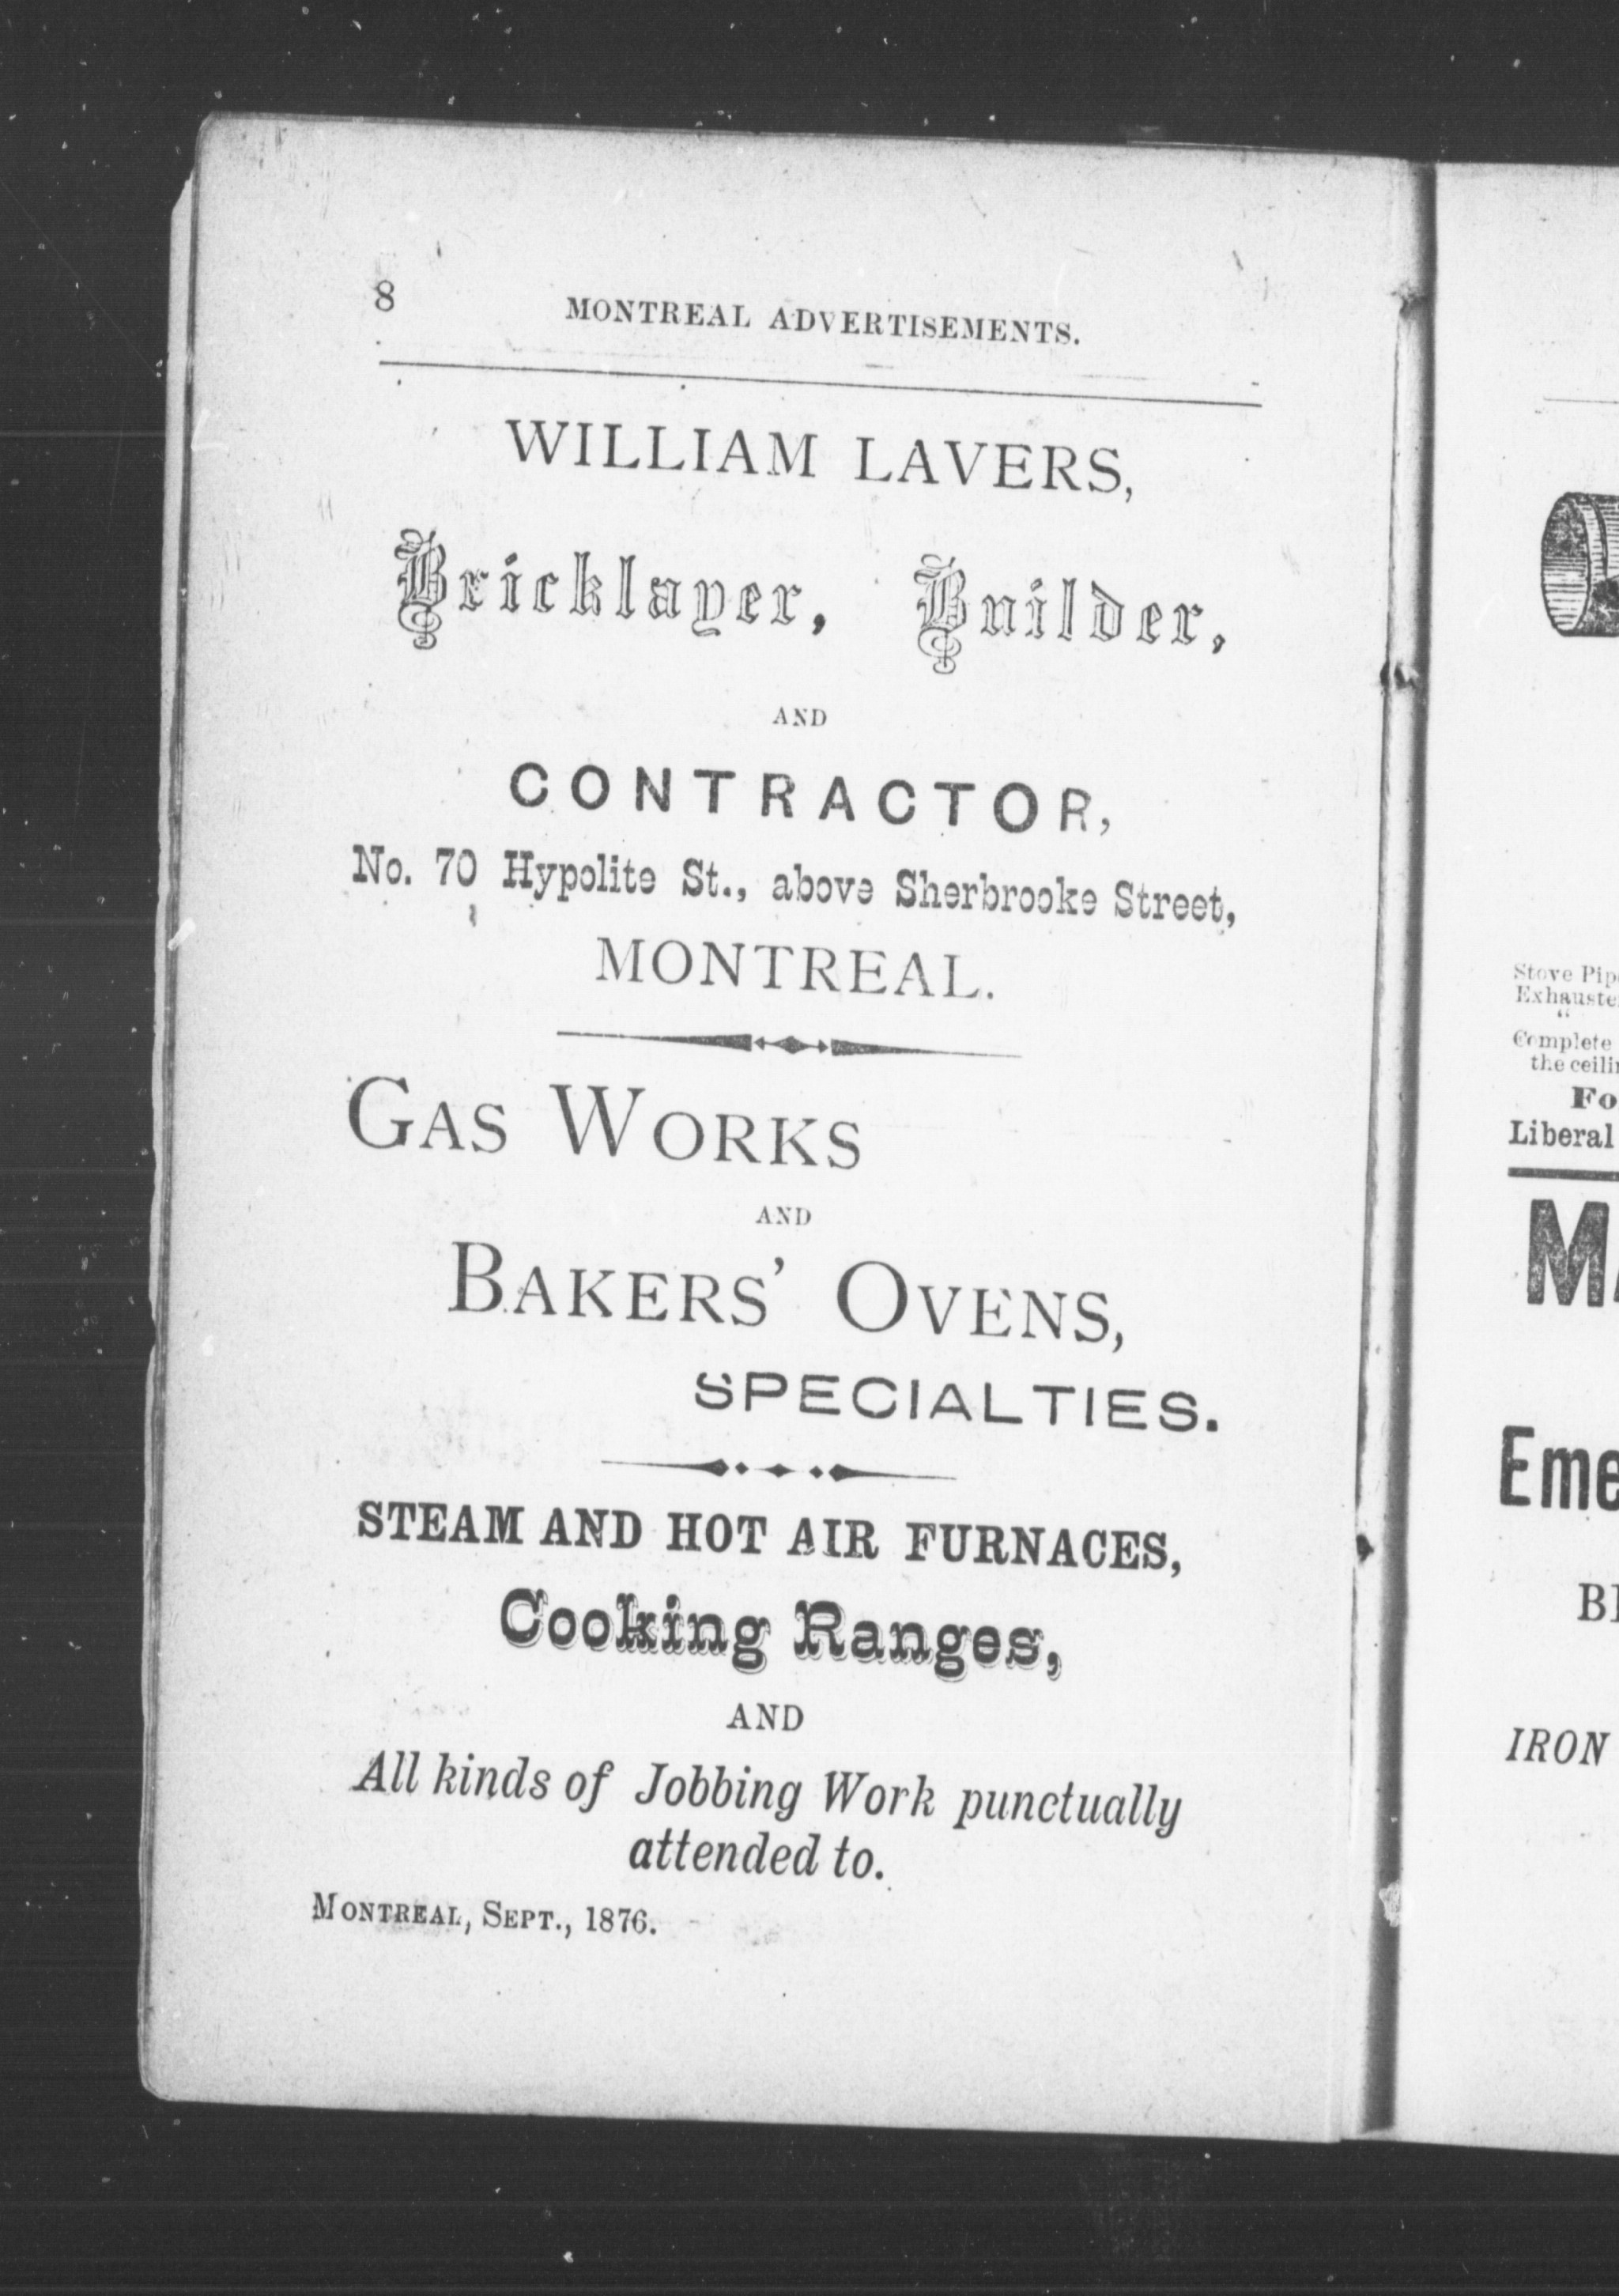 8
MONTREAL ADVERTISEMENTS.
WILLIAM LAVERS,
Bricklayer, Builder,
AND
CONTRACTOR,
No. 70 Hypolite St., above Sherbrooke Street,
MONTREAL.
GAS WORKS
AND
BAKERS' OVENS,
SPECIALTIES.
STEAM AND HOT AIR FURNACES,
Cooking Ranges,
AND
All kinds of Jobbing Work punctually
attended to.
MONTREAL, SEPT., 1876.
Stove Pip
Exhauste
"
Complete
the ceili
Fo
Liberal
M
Eme
B
IRON